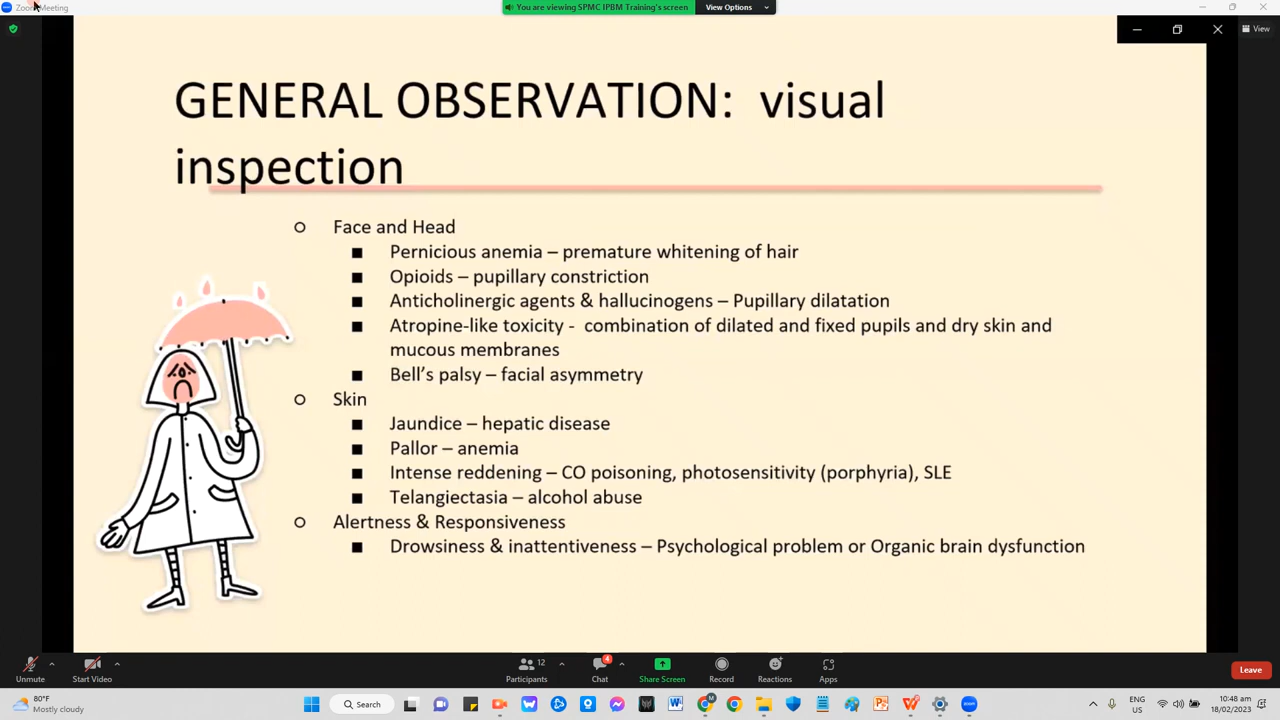 Zoom Meeting
You are viewing SPMC IPBM Training's screen
View Options
View
GENERAL OBSERVATION: visual
inspection
Face and Head
Pernicious anemia – premature whitening of hair
Opioids – pupillary constriction
Anticholinergic agents & hallucinogens – Pupillary dilatation
Atropine-like toxicity - combination of dilated and fixed pupils and dry skin and
mucous membranes
Bell's palsy – facial asymmetry
Skin
Jaundice – hepatic disease
Pallor – anemia
Intense reddening – CO poisoning, photosensitivity (porphyria), SLE
Telangiectasia – alcohol abuse
Alertness & Responsiveness
Drowsiness & inattentiveness – Psychological problem or Organic brain dysfunction
12
4
Unmute
Start Video
Participants
Chat
Share Screen
Record
Reactions
Apps
Leave
80°F
Mostly cloudy
Search
ENG
US
10:48 am
18/02/2023